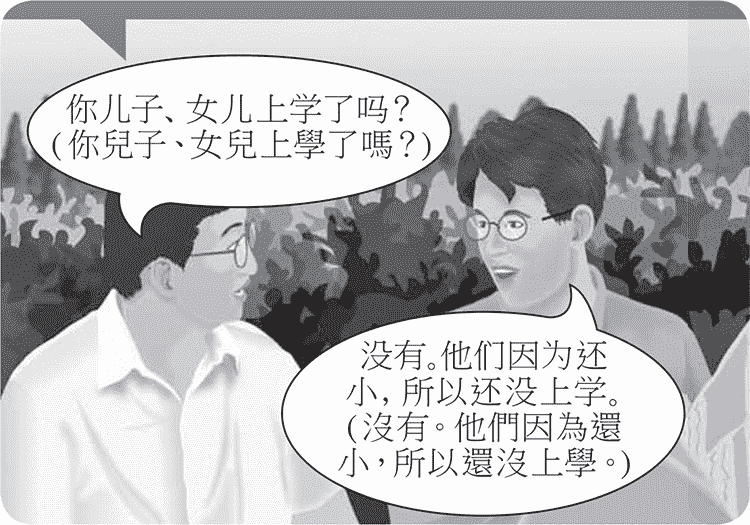 你儿子、女儿上学了吗？
(你兒子、女兒上學了嗎？)
没有。他们因为还
小，所以还没上学。
(沒有。他們因為還
小，所以還沒上學。)